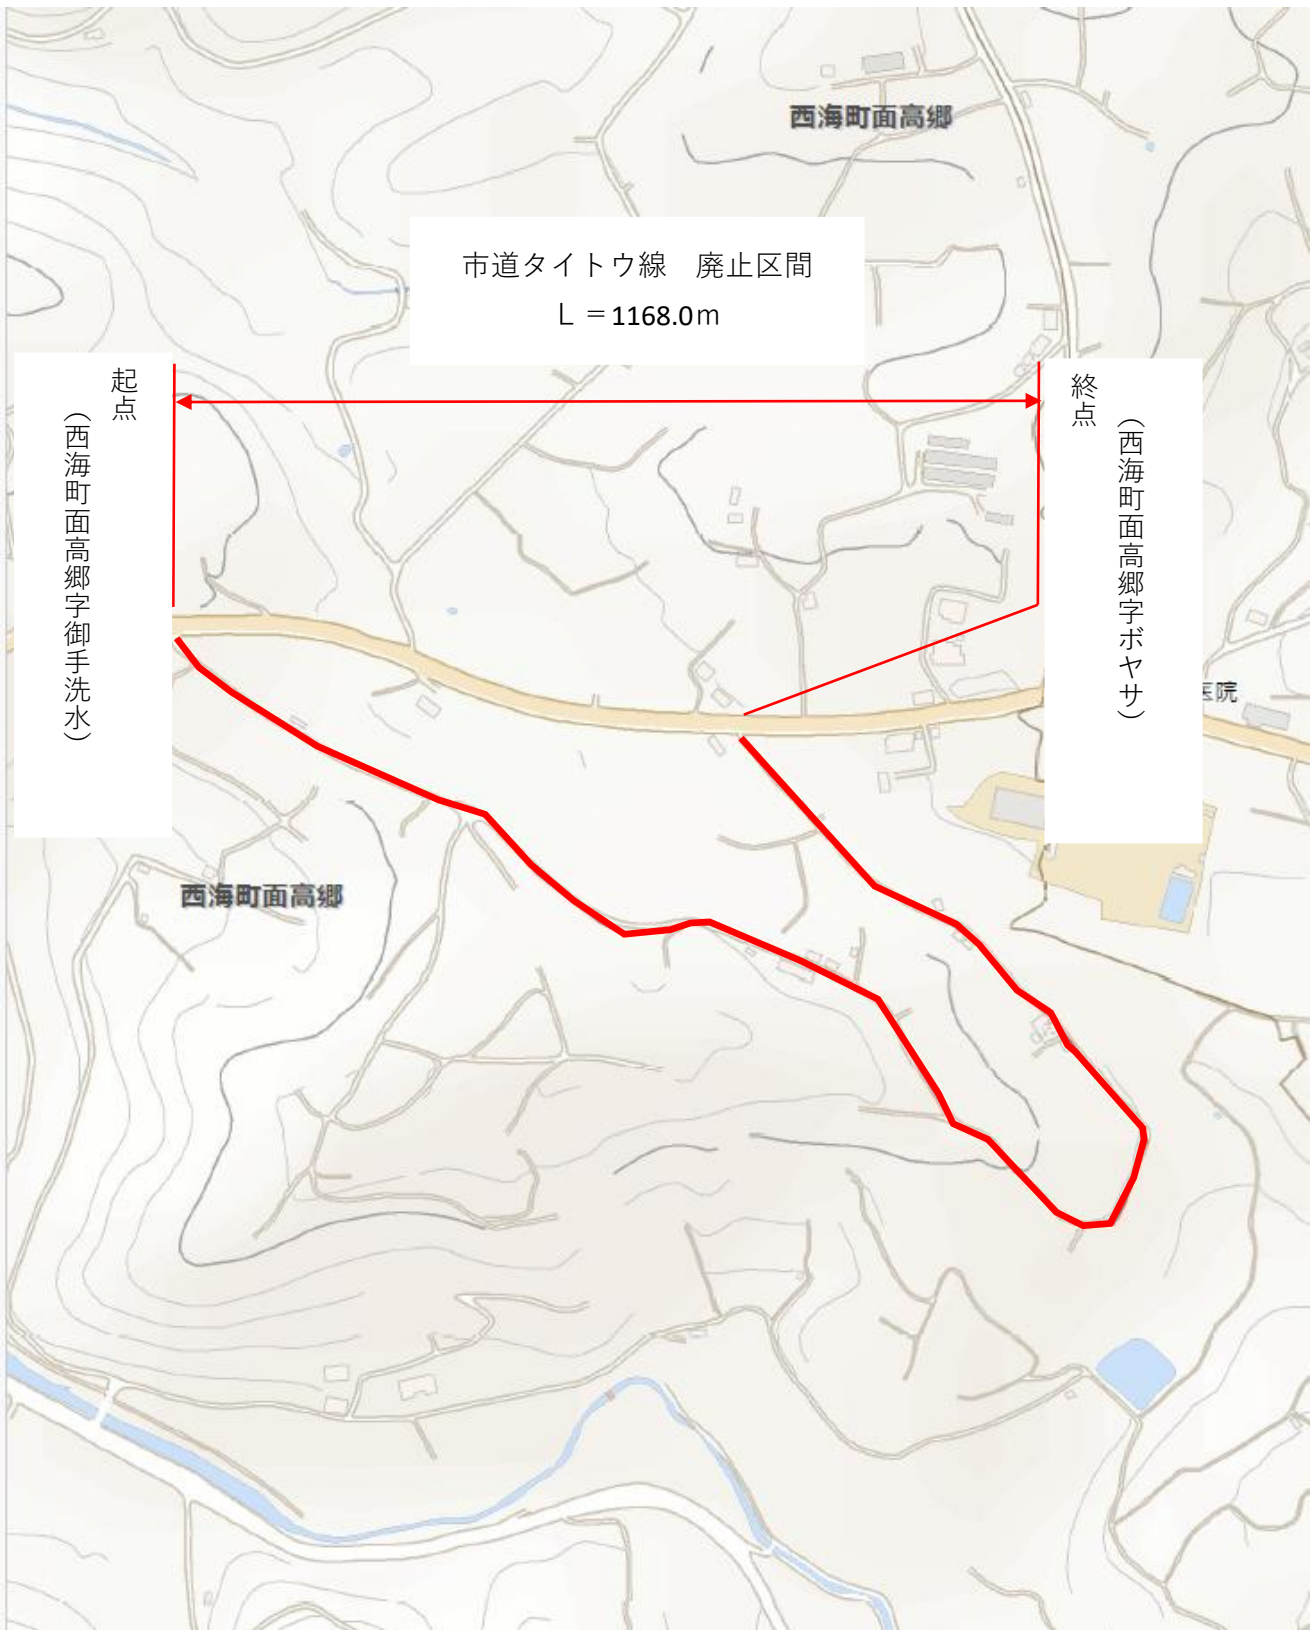 西海町面高郷
市道タイトウ線　廃止区間
L＝1168.0m
起点
（西海町面高郷字御手洗水）
終点
（西海町面高郷字ボヤサ）
医院
西海町面高郷